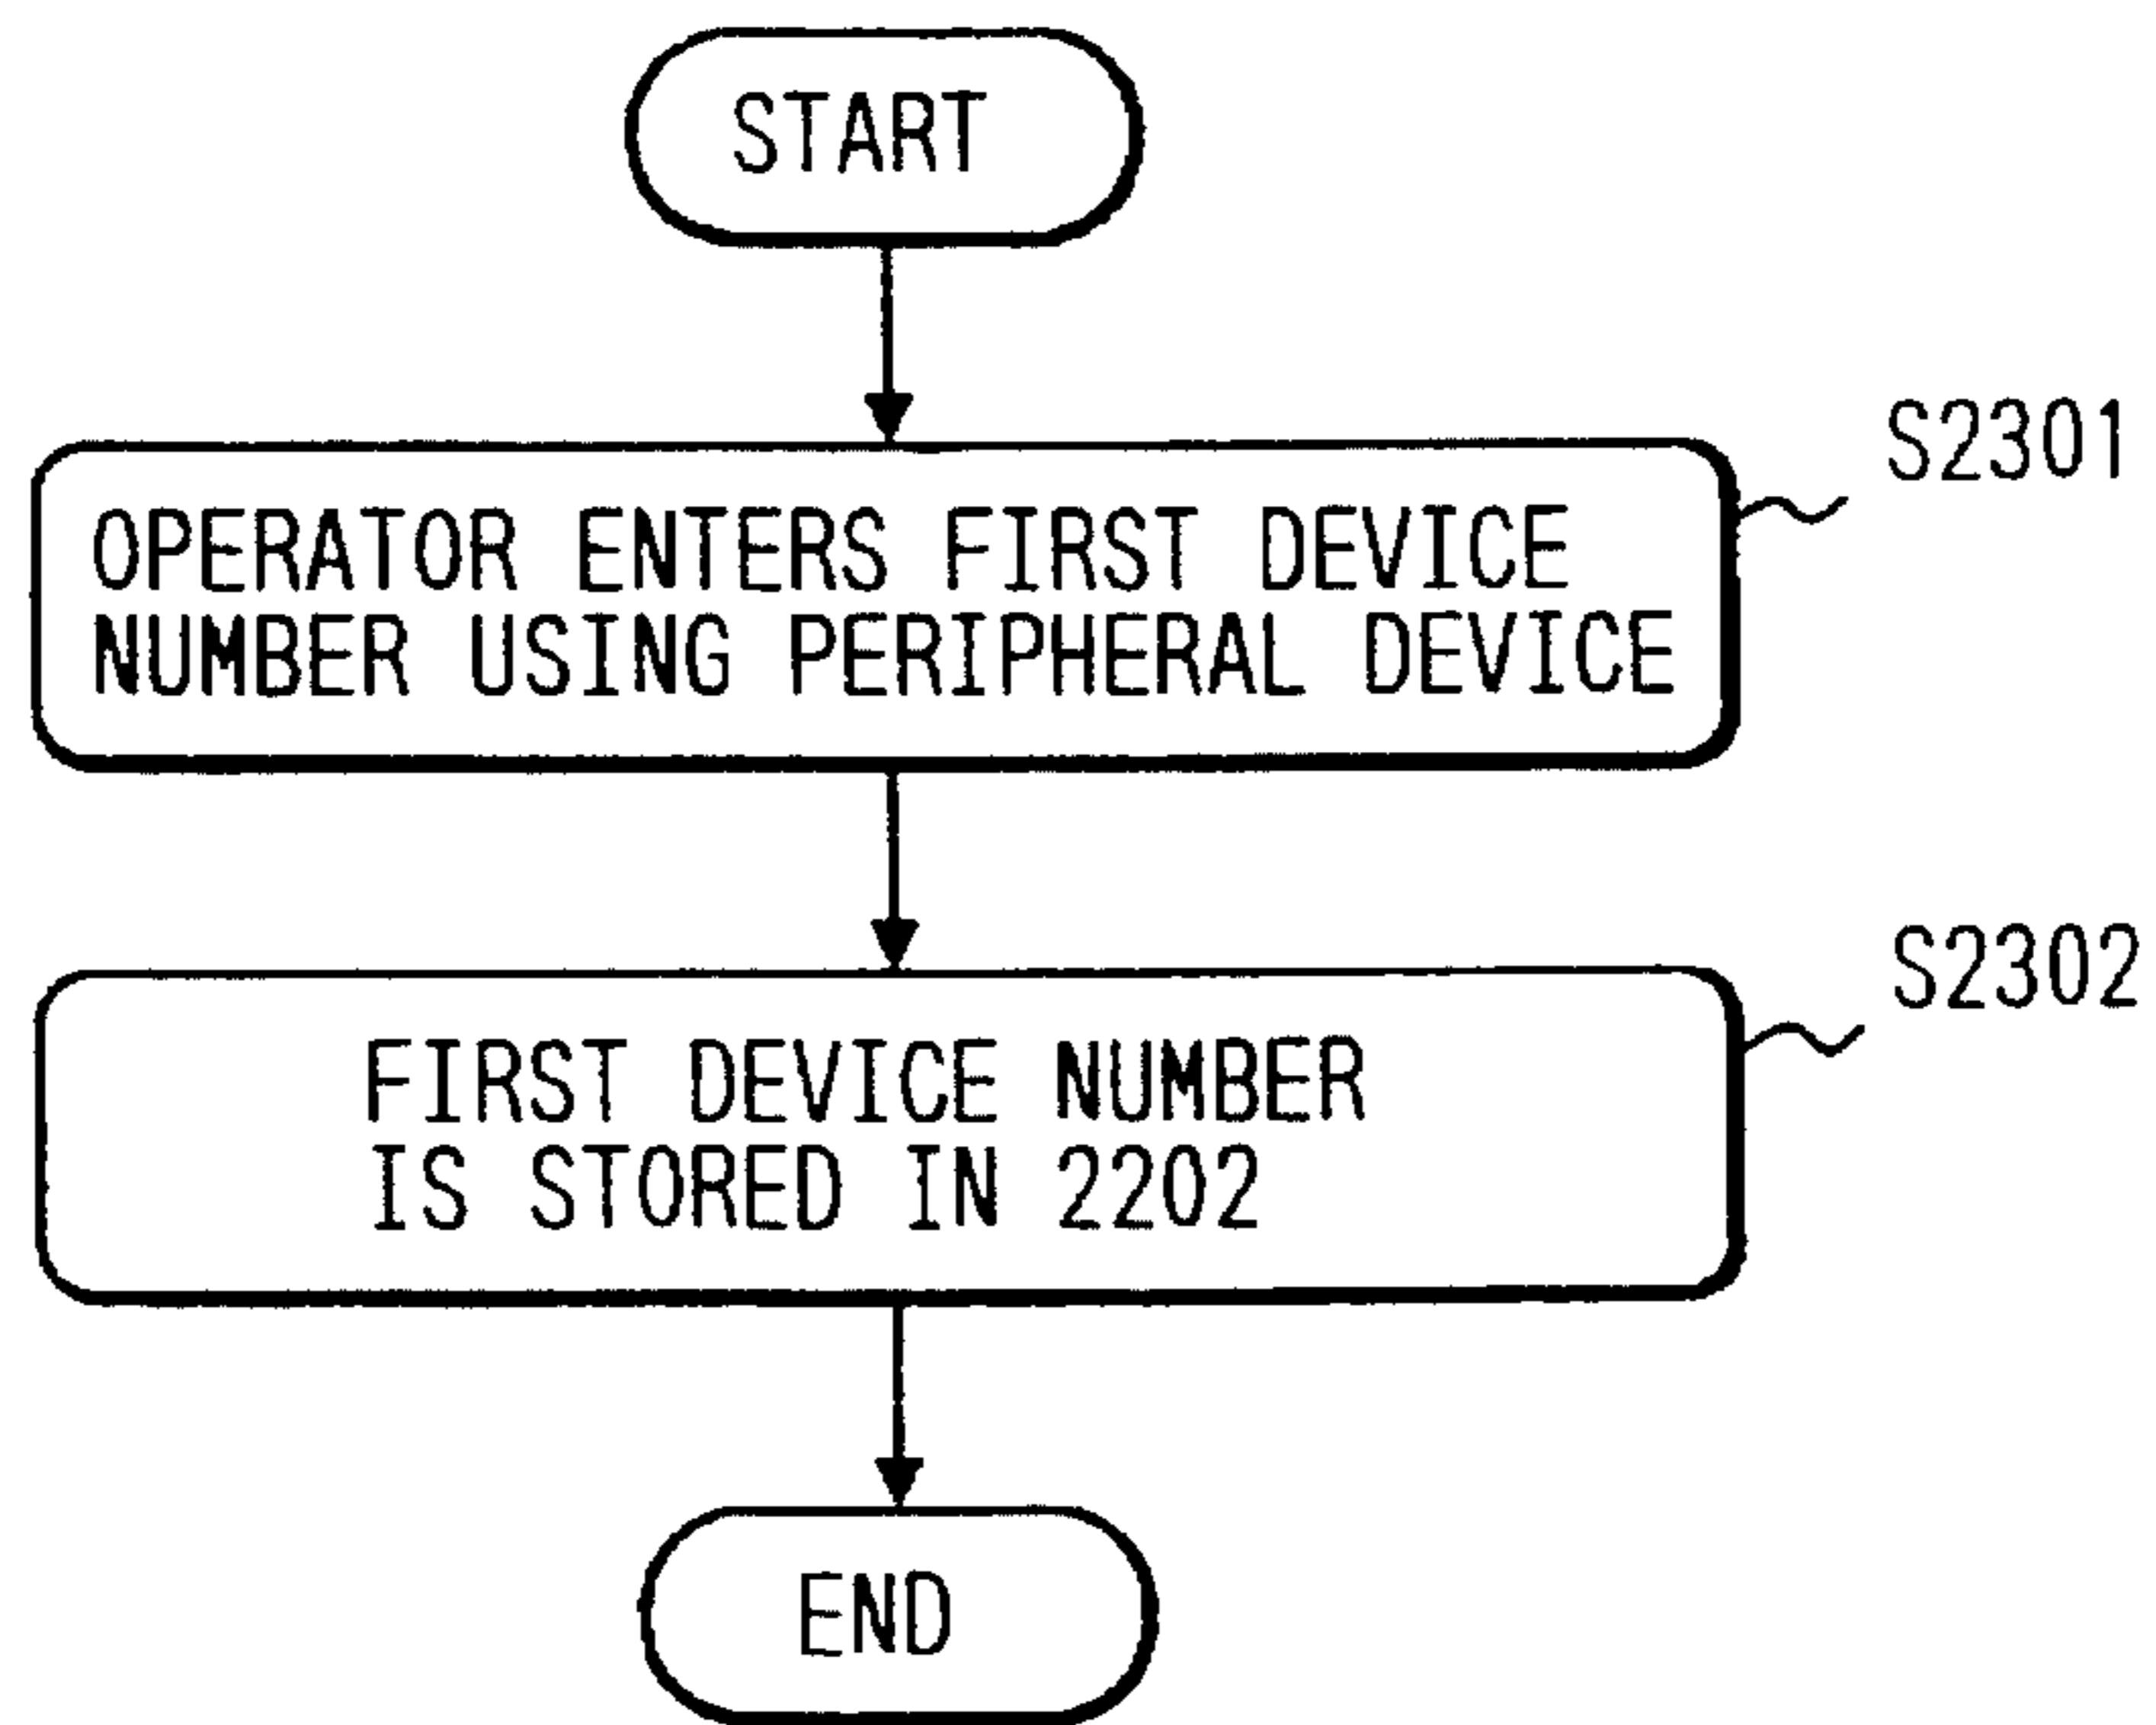 START
S2301
OPERATOR ENTERS FIRST DEVICE
NUMBER USING PERIPHERAL DEVICE
S2302
FIRST DEVICE NUMBER
IS STORED IN 2202
END